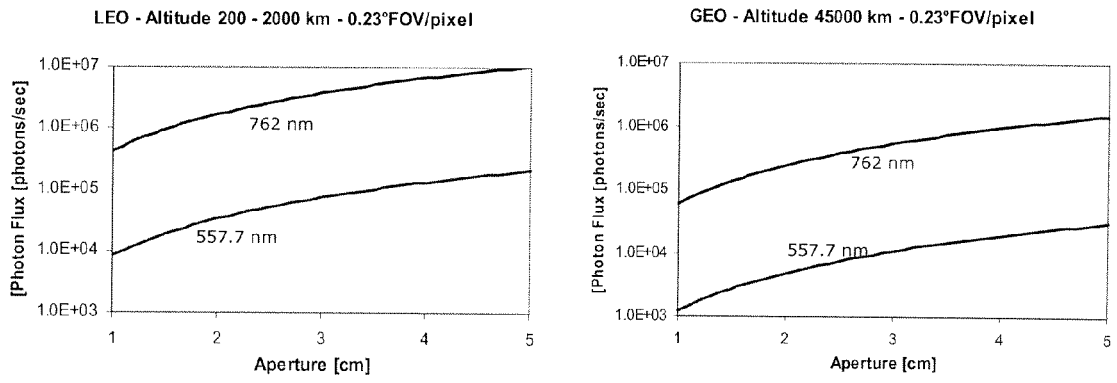 LEO - Altitude 200 - 2000 km - 0.23°FOV/pixel
[Photon Flux [photons/sec]
1.0E+07
1.0E+06
1.0E+05
1.0E+04
1.0E+03
762 nm
557.7 nm
1 2 3 4 5
Aperture [cm]
GEO - Altitude 45000 km - 0.23°FOV/pixel
[Photon Flux [photons/sec]
1.0E+07
1.0E+06
1.0E+05
1.0E+04
1.0E+03
762 nm
557.7 nm
1 2 3 4 5
Aperture [cm]